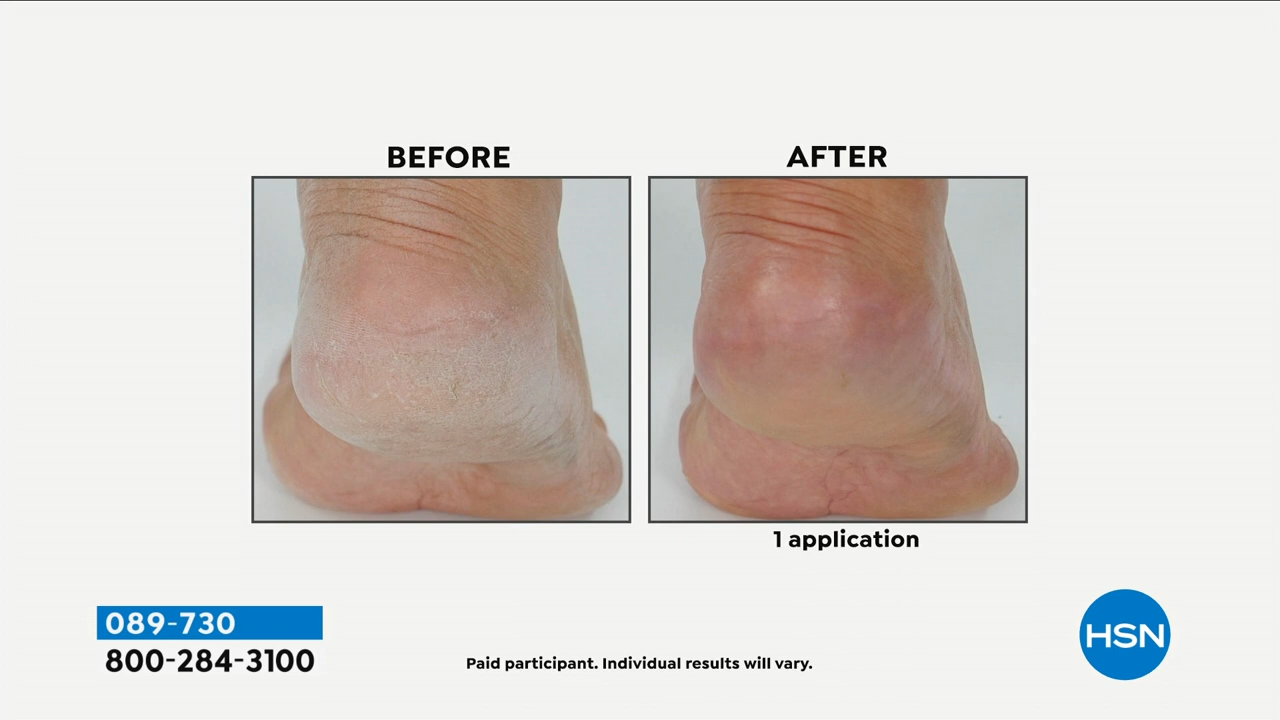 BEFORE
AFTER
1 application
089-730
800-284-3100
Paid participant. Individual results will vary.
HSN